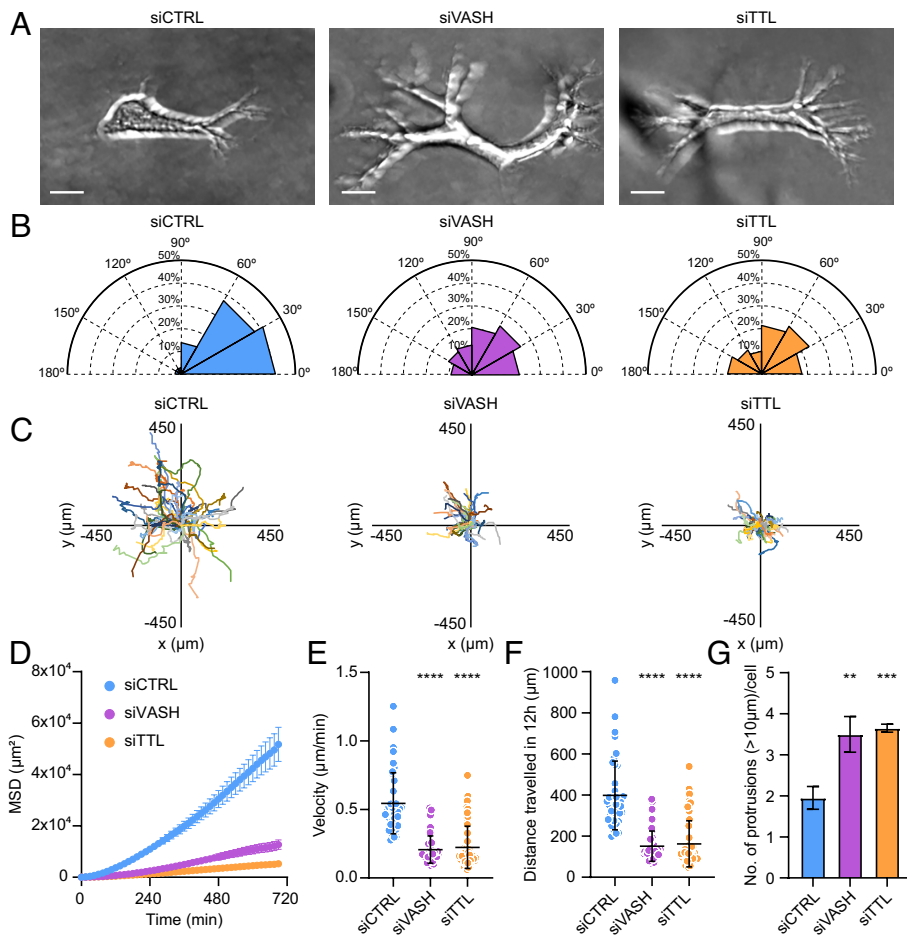 A
siCTRL siVASH siTTL
B
siCTRL siVASH siTTL
90º 90º 90º
120º 50% 60º 120º 50% 60º 120º 50% 60º
40% 40% 40%
150º 30% 30º 150º 30% 30º 150º 30% 30º
20% 20% 20%
10% 10% 10%
180º 0º 180º 0º 180º 0º
C
siCTRL siVASH siTTL
450 450 450
y (µm) -450 450 y (µm) -450 450 y (µm) -450 450
-450 -450 -450
x (µm) x (µm) x (µm)
D
8x10⁴
6x10⁴
4x10⁴
2x10⁴
0
MSD (µm²)
siCTRL
siVASH
siTTL
0 240 480 720
Time (min)
E
1.5
1.0
0.5
0.0
Velocity (µm/min)
**** ****
siCTRL siVASH siTTL
F
1000
800
600
400
200
0
Distance travelled in 12h (µm)
**** ****
siCTRL siVASH siTTL
G
5
4
3
2
1
0
No. of protrusions (>10µm)/cell
** ***
siCTRL siVASH siTTL